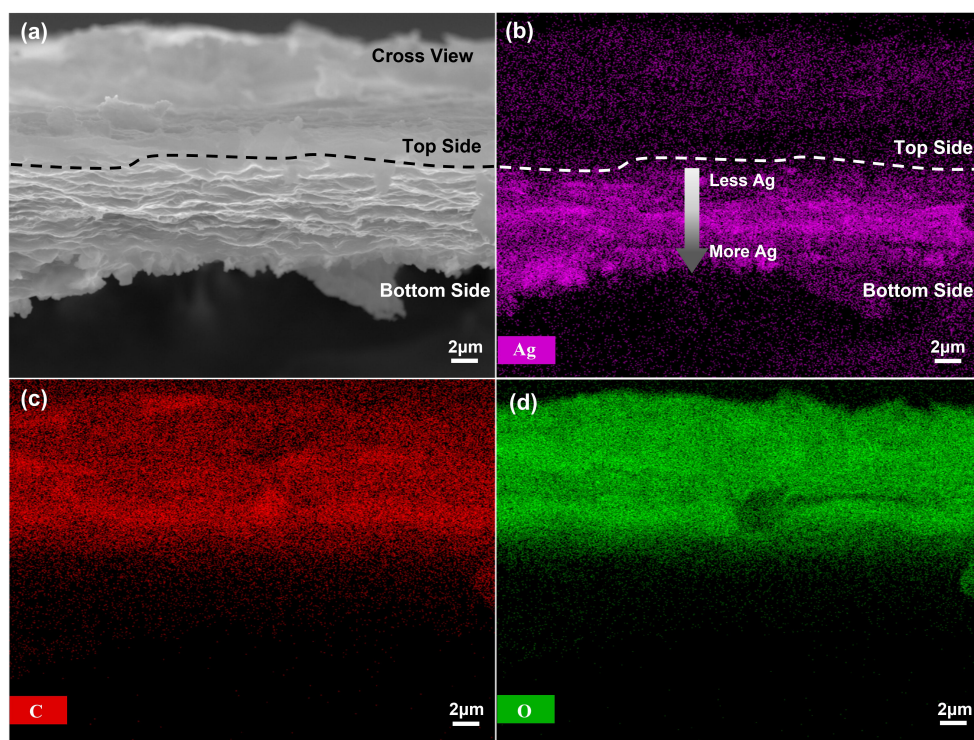 (a)
Cross View
Top Side
Bottom Side
2μm
(b)
Top Side
Less Ag
More Ag
Bottom Side
Ag
2μm
(c)
C
2μm
(d)
O
2μm